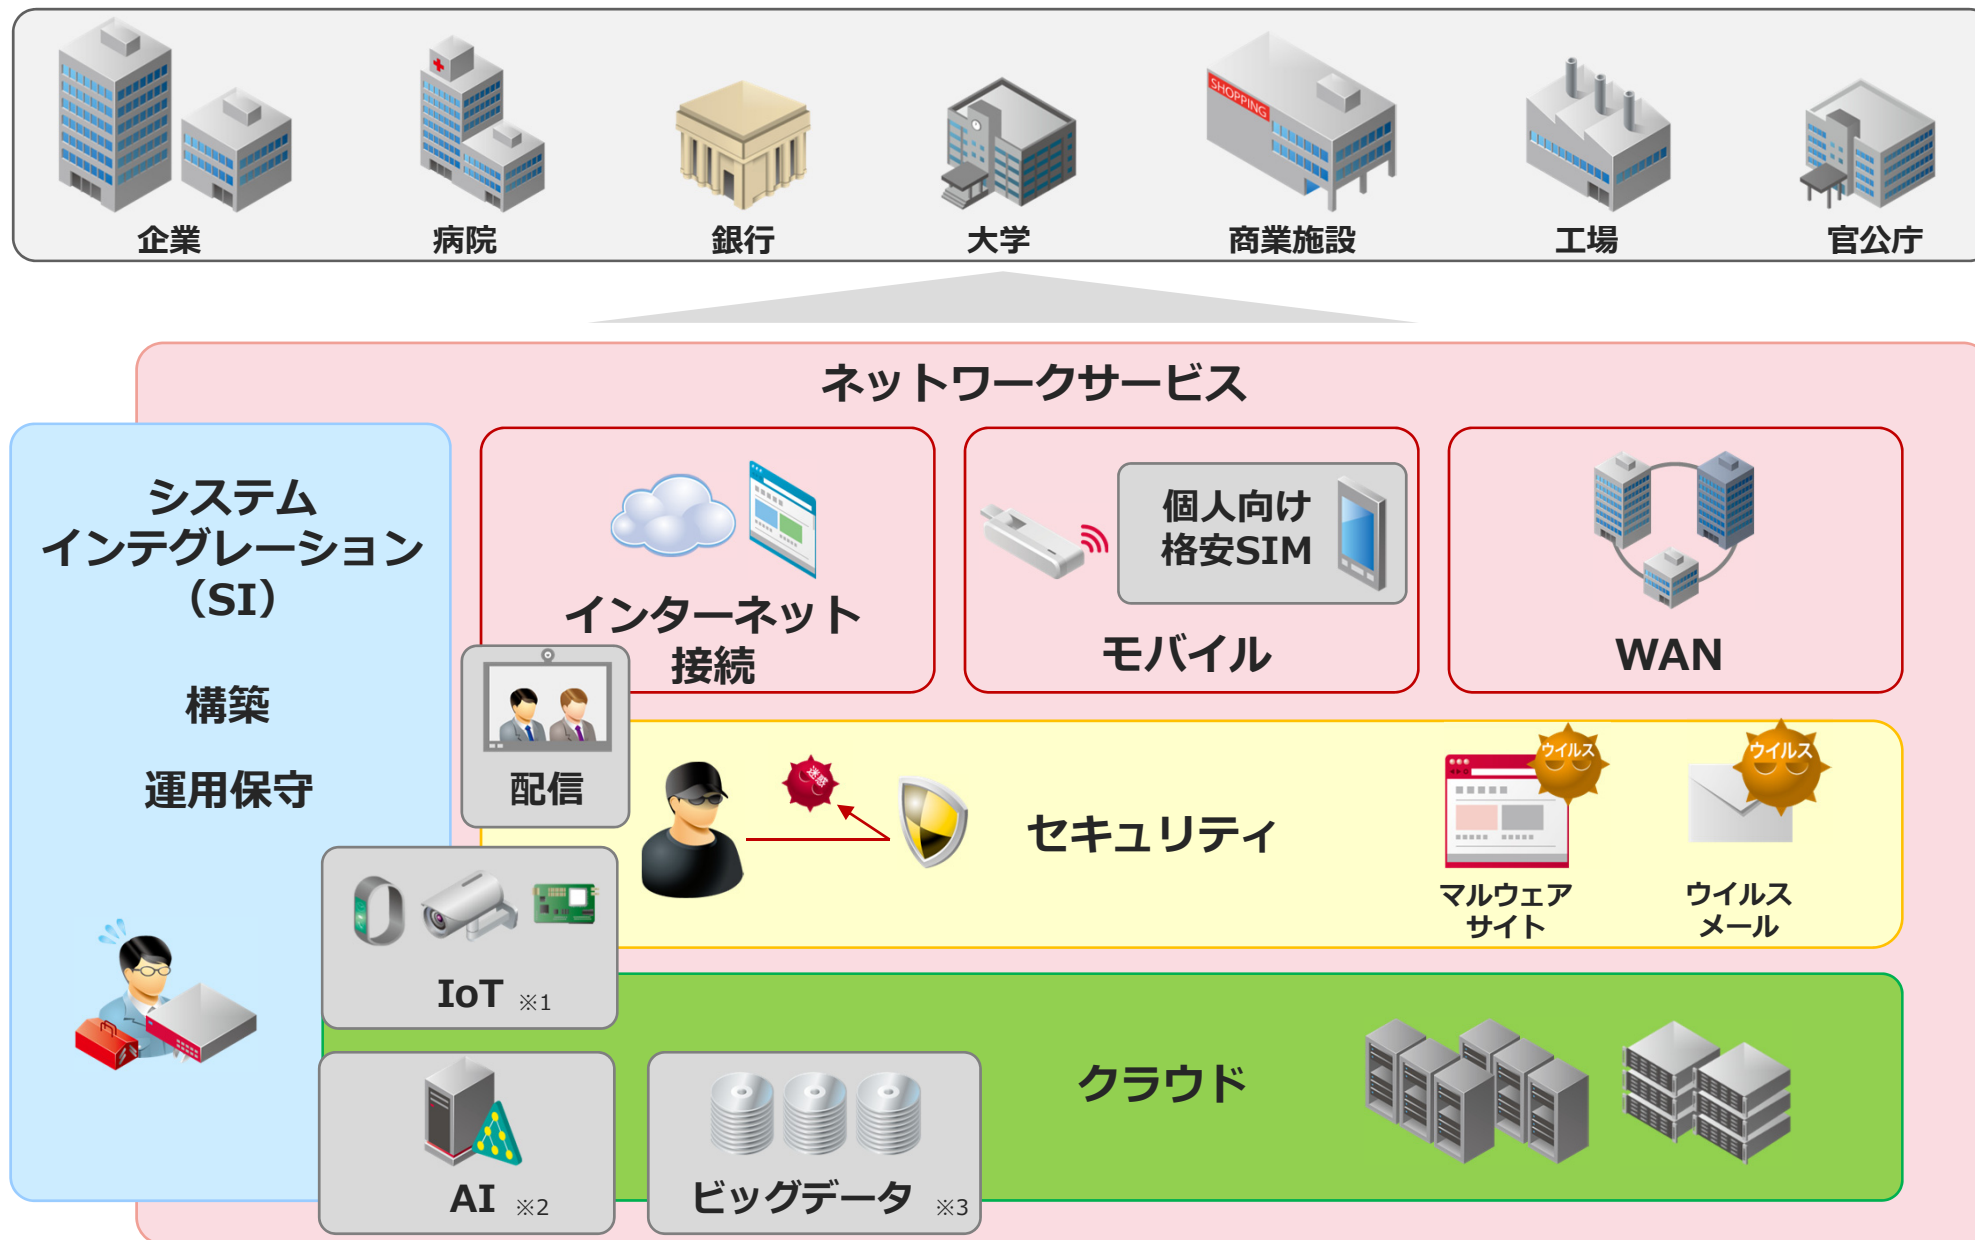 SHOPPING
企業
病院
銀行
大学
商業施設
工場
官公庁
ネットワークサービス
システム
インテグレーション
（SI）
構築
運用保守
インターネット
接続
個人向け
格安SIM
モバイル
WAN
配信
迷惑
セキュリティ
ウイルス
マルウェア
サイト
ウイルス
ウイルス
メール
IoT ※1
AI ※2
ビッグデータ ※3
クラウド